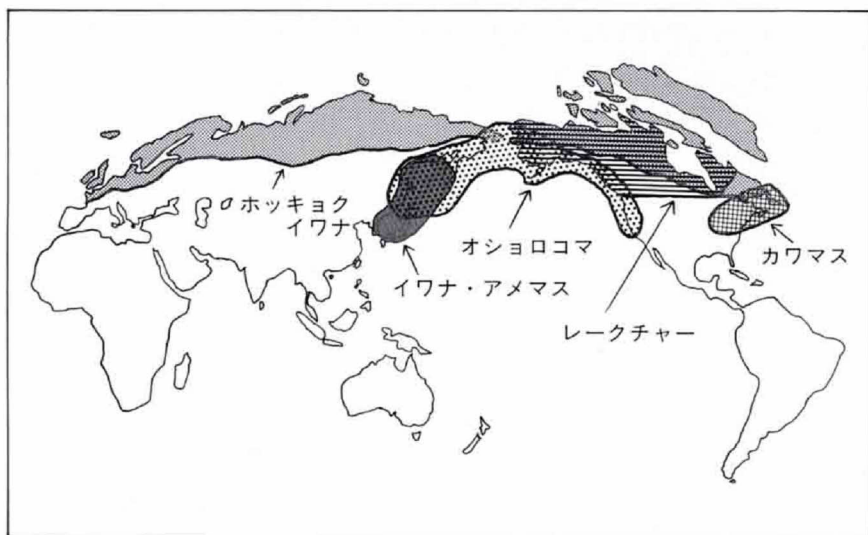 ホッキョク
イワナ
オショロコマ
カワマス
イワナ・アメマス
レークチャー